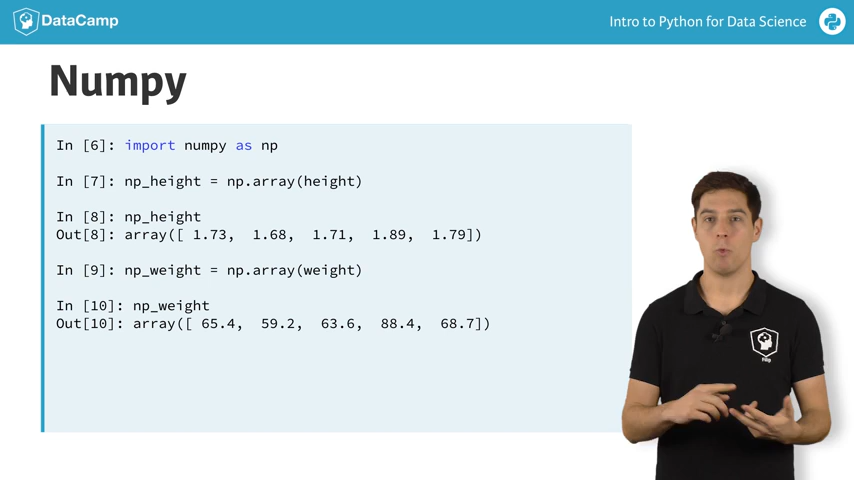 DataCamp
Intro to Python for Data Science
Numpy
In [6]: import numpy as np
In [7]: np_height = np.array(height)
In [8]: np_height
Out[8]: array([ 1.73, 1.68, 1.71, 1.89, 1.79])
In [9]: np_weight = np.array(weight)
In [10]: np_weight
Out[10]: array([ 65.4, 59.2, 63.6, 88.4, 68.7])